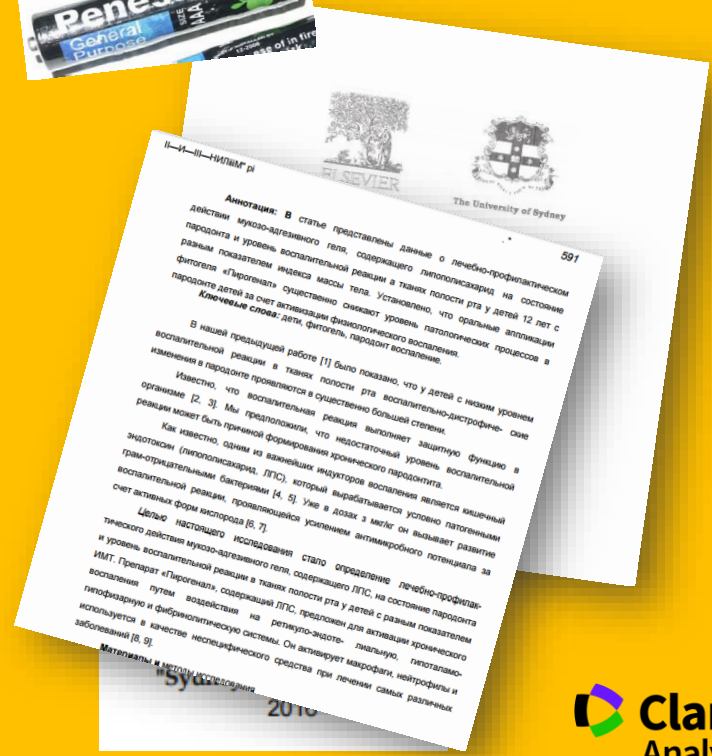 Penes
General
Purpose
SIZE
AAA
12-2008
ease of in fire
ELSEVIER
The University of Sydney
591
Аннотация: В статье представлены данные о лечебно-профилактическом
действии мукозо-адгезивного геля, содержащего липополисахарид на состояние
пародонта и уровень воспалительной реакции а тканях полости рта у детей 12 лет с
разным показателем индекса массы тела. Установлено, что оральные аппликации
фитогеля «Пирогенал» существенно снижают уровень патологических процессов в
пародонте детей за счет активизации физиологического воспаления.
Ключевые слова: дети, фитогель, пародонт воспаление.
В нашей предыдущей работе [1] было показано, что у детей с низким уровнем
воспалительной реакции в тканях полости рта воспалительно-дистрофиче- ские
изменения в пародонте проявляются в существенно большей степени.
Известно, что воспалительная реакция выполняет защитную функцию в
организме [2, 3]. Мы предположили, что недостаточный уровень воспалительной
реакции может быть причиной формирования хронического пародонтита.
Как известно, одним из важнейших индукторов воспаления является кишечный
эндотоксин (липополисахарид, ЛПС), который вырабатывается условно патогенными
грам-отрицательными бактериями [4, 5]. Уже в дозах з мкг/кг он вызывает развитие
воспалительной реакции, проявляющейся усилением антимикробного потенциала за
счет активных форм кислорода [6, 7].
Целью настоящего исследования стало определение лечебно-профилак-
тического действия мукозо-адгезивного геля, содержащего ЛПС, на состояние пародонта
и уровень воспалительной реакции в тканях полости рта у детей с разным показателем
ИМТ. Препарат «Пирогенал», содержащий ЛПС, предложен для активации хронического
воспаления путем воздействия на ретикуло-эндоте- лиальную, гипоталамо-
гипофизарную и фибринолитическую системы. Он активирует макрофаги, нейтрофилы и
используется в качестве неспецифического средства при лечении самых различных
заболеваний [8, 9].
Материалы и методы исследования
2016